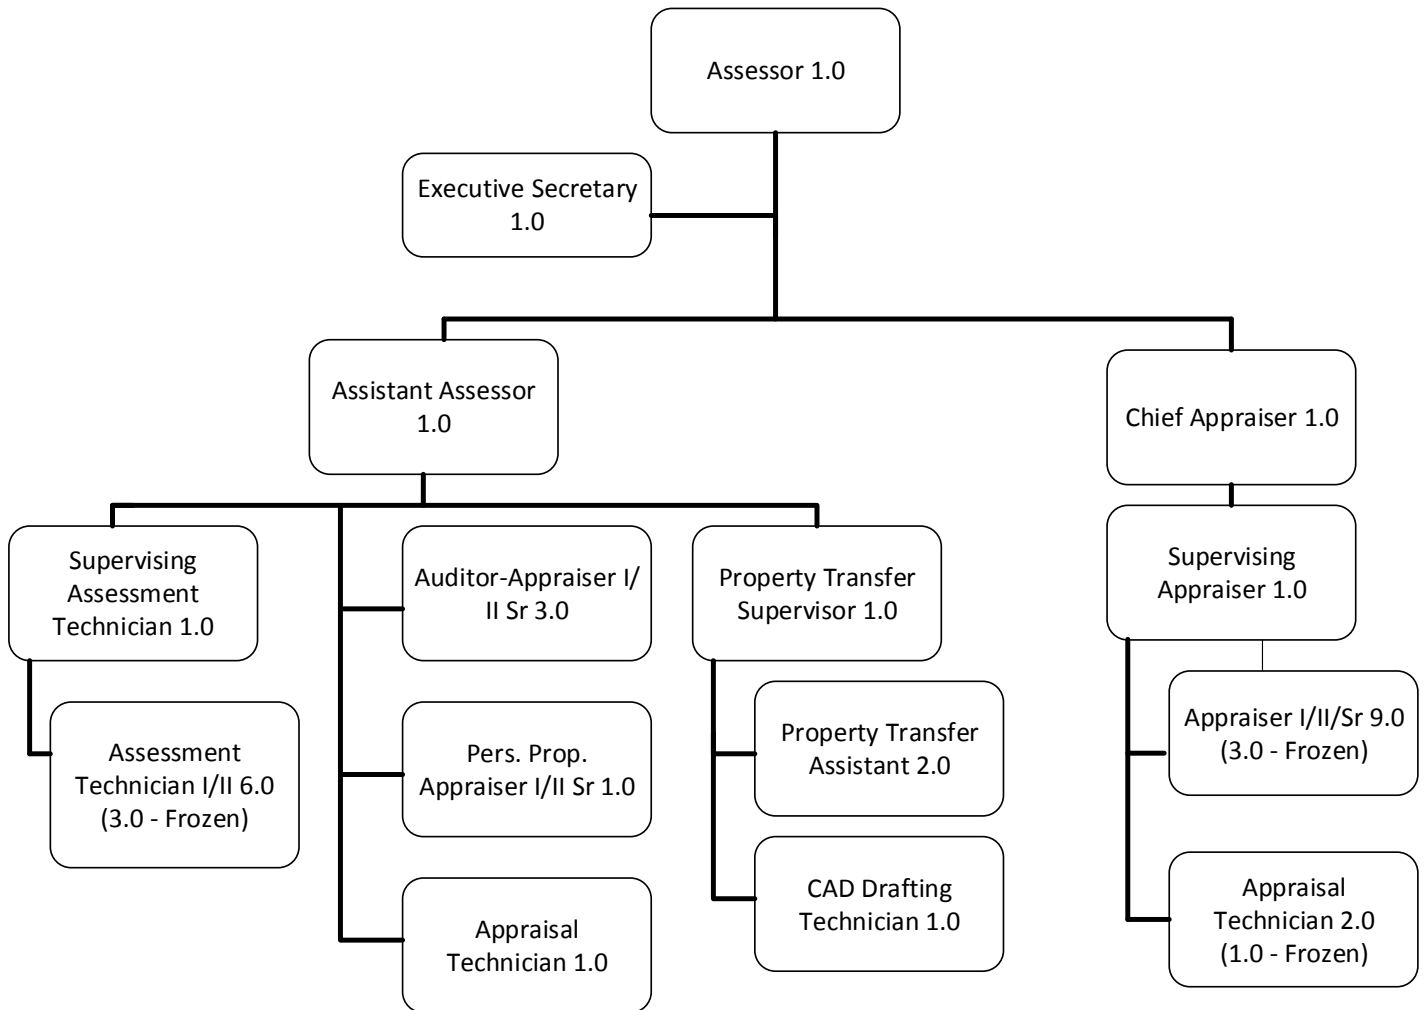 Assessor 1.0
Executive Secretary
1.0
Assistant Assessor
1.0
Chief Appraiser 1.0
Supervising
Assessment
Technician 1.0
Auditor-Appraiser I/
II Sr 3.0
Property Transfer
Supervisor 1.0
Supervising
Appraiser 1.0
Assessment
Technician I/II 6.0
(3.0 - Frozen)
Pers. Prop.
Appraiser I/II Sr 1.0
Property Transfer
Assistant 2.0
Appraiser I/II/Sr 9.0
(3.0 - Frozen)
Appraisal
Technician 1.0
CAD Drafting
Technician 1.0
Appraisal
Technician 2.0
(1.0 - Frozen)